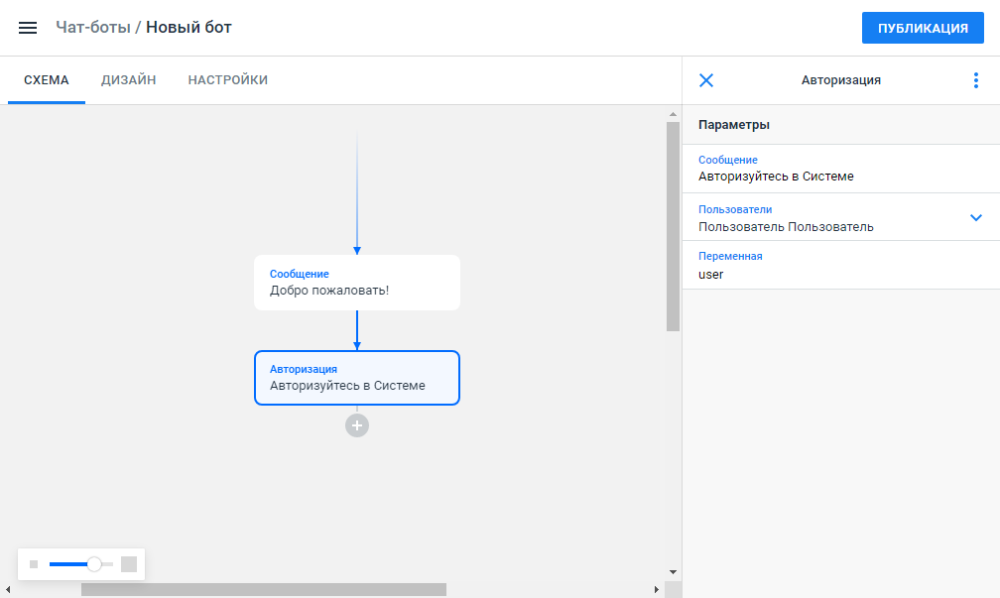 Чат-боты / Новый бот
ПУБЛИКАЦИЯ
СХЕМА
ДИЗАЙН
НАСТРОЙКИ
Сообщение
Добро пожаловать!
Авторизация
Авторизуйтесь в Системе
Авторизация
Параметры
Сообщение
Авторизуйтесь в Системе
Пользователи
Пользователь Пользователь
Переменная
user